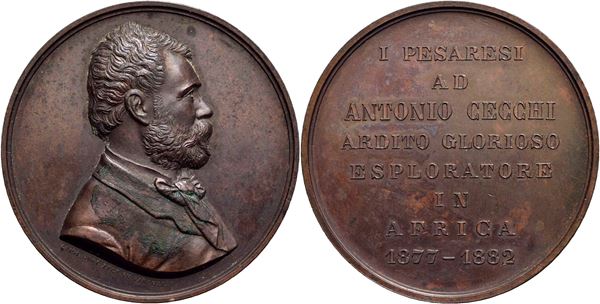 I PESARESI
AD
ANTONIO CECCHI
ARDITO GLORIOSO
ESPLORATORE
IN
AFRICA
1877-1882